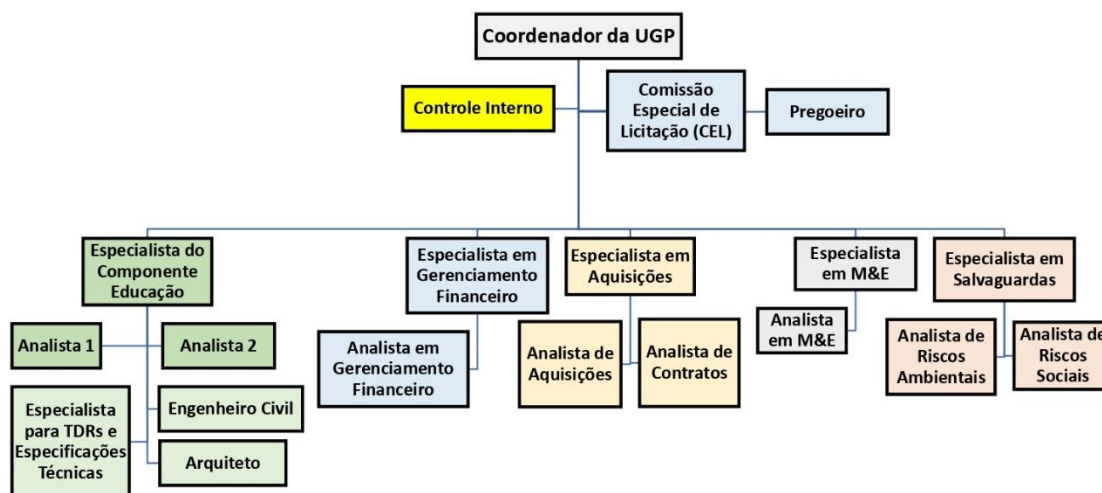 Coordenador da UGP
Controle Interno
Comissão
Especial de
Licitação (CEL)
Pregoeiro
Especialista do
Componente
Educação
Especialista em
Gerenciamento
Financeiro
Especialista em
Aquisições
Especialista
em M&E
Especialista em
Salvaguardas
Analista 1
Analista 2
Especialista
para TDRs e
Especificações
Técnicas
Engenheiro Civil
Arquiteto
Analista em
Gerenciamento
Financeiro
Analista de
Aquisições
Analista de
Contratos
Analista
em M&E
Analista de
Riscos
Ambientais
Analista de
Riscos
Sociais